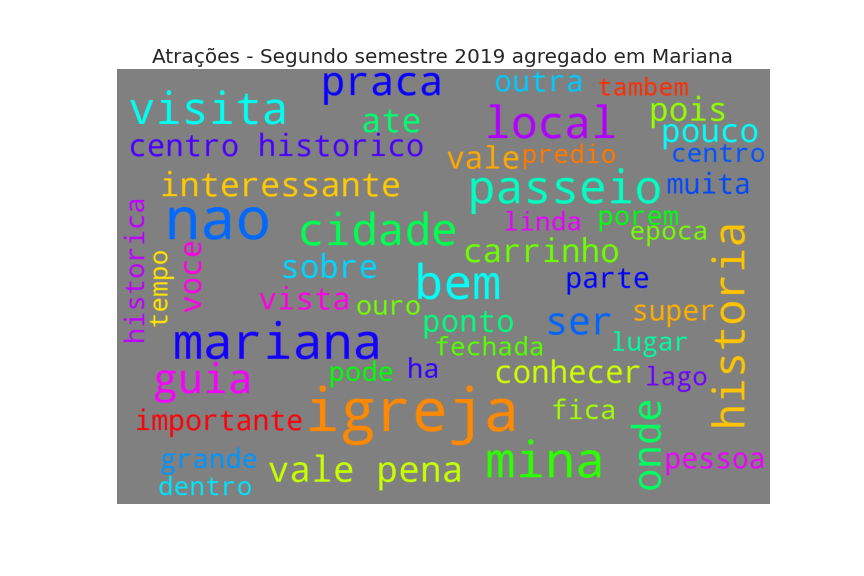 Atrações - Segundo semestre 2019 agregado em Mariana
praca
outra
tambem
visita
ate
local
pois
pouco
centro historico
vale
predio
centro
interessante
passeio
muita
nao
cidade
linda
porem
epoca
historica
tempo
voce
sobre
carrinho
historia
vista
ouro
bem
parte
ponto
ser
super
mariana
fechada
lugar
guia
pode
ha
conhecer
lago
importante
igreja
fica
onde
grande
dentro
vale pena
mina
pessoa